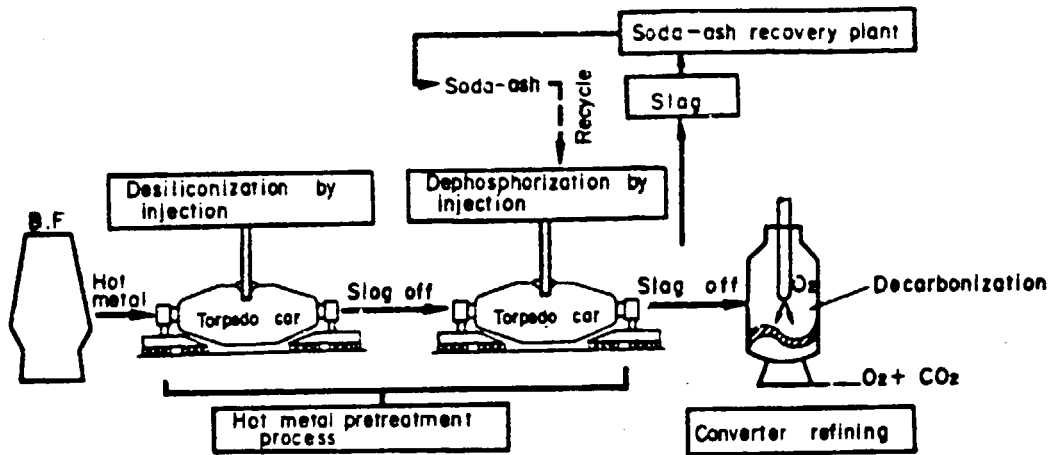 Soda-ash recovery plant
Soda-ash
Recycle
Slag
Desiliconization by
injection
Dephosphorization by
injection
B.F
Hot
metal
Torpedo car
Slag off
Torpedo car
Slag off
O₂
Decarbonization
O₂+ CO₂
Hot metal pretreatment
process
Converter refining